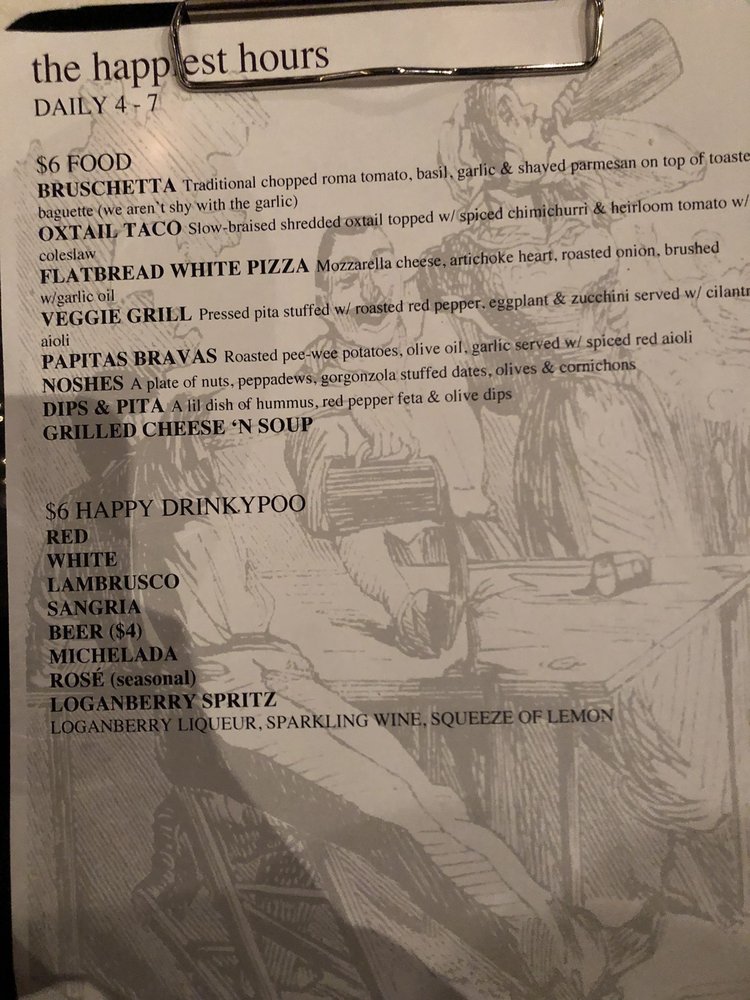 the happiest hours
DAILY 4 - 7
$6 FOOD
BRUSCHETTA Traditional chopped roma tomato, basil, garlic & shaved parmesan on top of toaste
baguette (we aren't shy with the garlic)
OXTAIL TACO Slow-braised shredded oxtail topped w/ spiced chimichurri & heirloom tomato w/
coleslaw
FLATBREAD WHITE PIZZA Mozzarella cheese, artichoke heart, roasted onion, brushed
w/garlic oil
VEGGIE GRILL Pressed pita stuffed w/ roasted red pepper, eggplant & zucchini served w/ cilantr
aioli
PAPITAS BRAVAS Roasted pee-wee potatoes, olive oil, garlic served w/ spiced red aioli
NOSHES A plate of nuts, peppadews, gorgonzola stuffed dates, olives & cornichons
DIPS & PITA A lil dish of hummus, red pepper feta & olive dips
GRILLED CHEESE 'N SOUP
$6 HAPPY DRINKYPOO
RED
WHITE
LAMBRUSCO
SANGRIA
BEER ($4)
MICHELADA
ROSÉ (seasonal)
LOGANBERRY SPRITZ
LOGANBERRY LIQUEUR, SPARKLING WINE, SQUEEZE OF LEMON